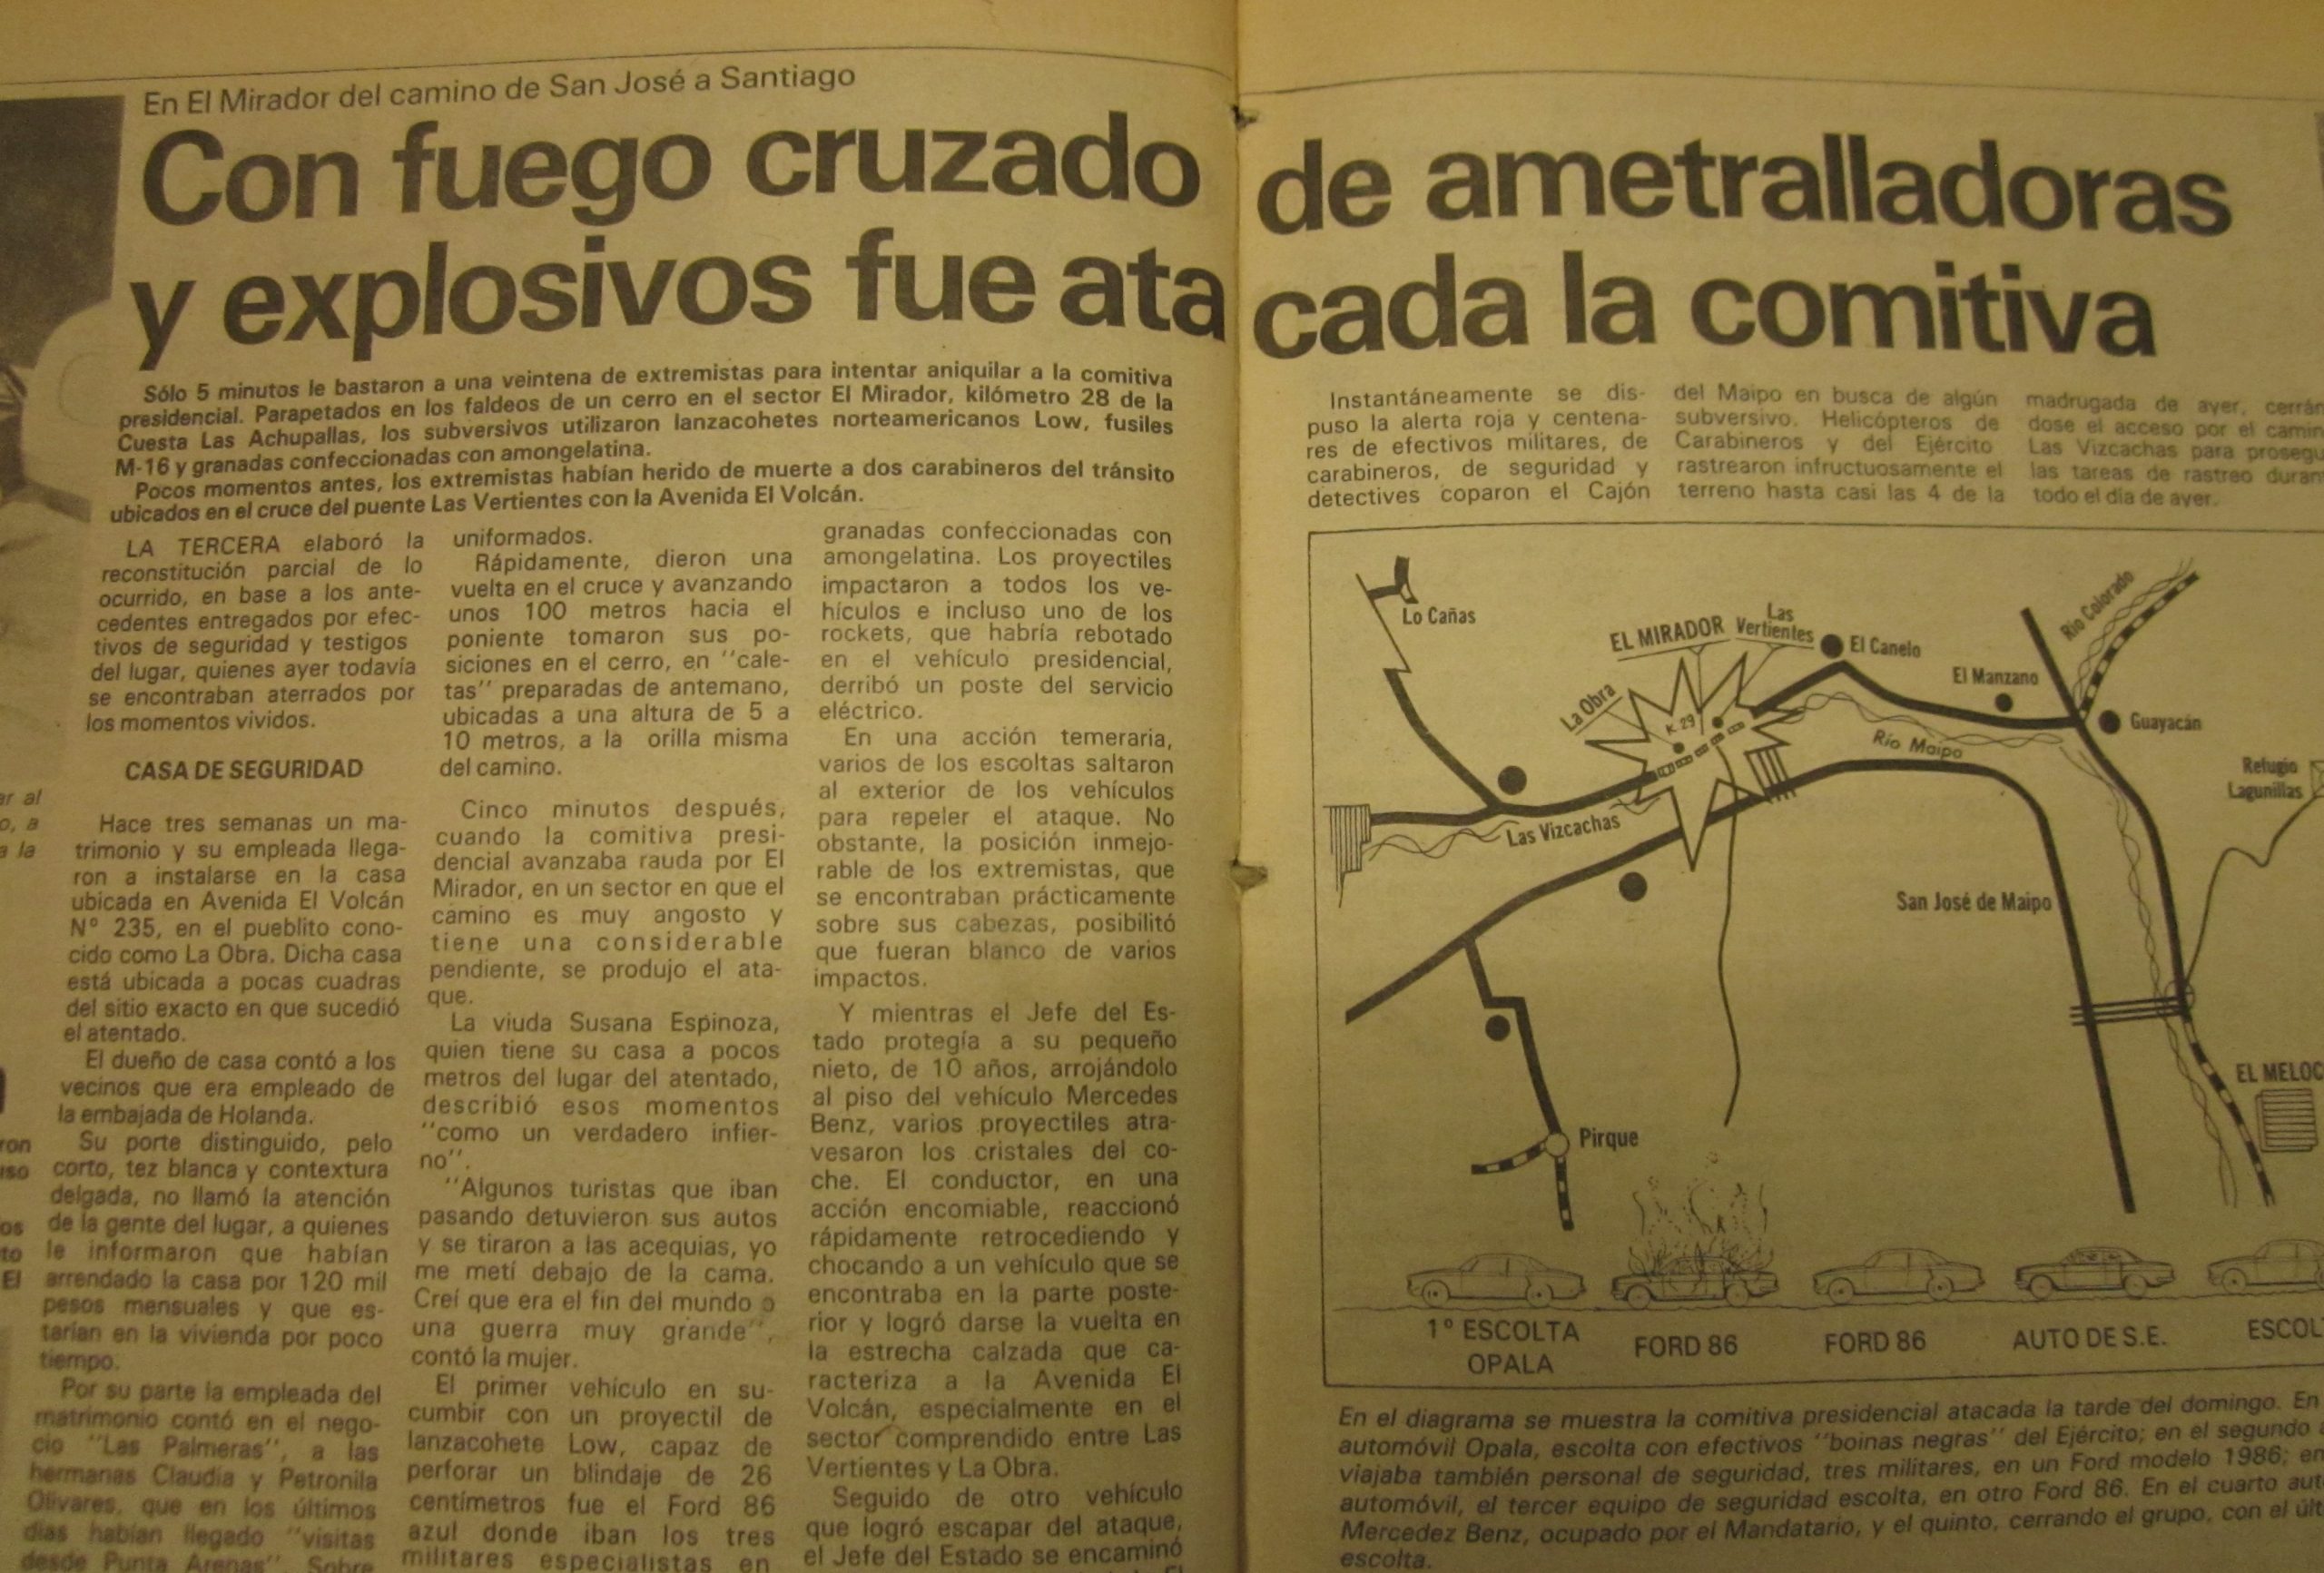 En El Mirador del camino de San José a Santiago
Con fuego cruzado de ametralladoras
y explosivos fue atacada la comitiva
Sólo 5 minutos le bastaron a una veintena de extremistas para intentar aniquilar a la comitiva
presidencial. Parapetados en los faldeos de un cerro en el sector El Mirador, kilómetro 28 de la
Cuesta Las Achupallas, los subversivos utilizaron lanzacohetes norteamericanos Low, fusiles
M-16 y granadas confeccionadas con amongelatina.
Pocos momentos antes, los extremistas habían herido de muerte a dos carabineros del tránsito
ubicados en el cruce del puente Las Vertientes con la Avenida El Volcán.
LA TERCERA elaboró la
reconstitución parcial de lo
ocurrido, en base a los ante-
cedentes entregados por efec-
tivos de seguridad y testigos
del lugar, quienes ayer todavía
se encontraban aterrados por
los momentos vividos.
CASA DE SEGURIDAD
Hace tres semanas un ma-
trimonio y su empleada llega-
ron a instalarse en la casa
ubicada en Avenida El Volcán
N° 235, en el pueblito cono-
cido como La Obra. Dicha casa
está ubicada a pocas cuadras
del sitio exacto en que sucedió
el atentado.
El dueño de casa contó a los
vecinos que era empleado de
la embajada de Holanda.
Su porte distinguido, pelo
corto, tez blanca y contextura
delgada, no llamó la atención
de la gente del lugar, a quienes
le informaron que habían
arrendado la casa por 120 mil
pesos mensuales y que es-
tarían en la vivienda por poco
tiempo.
Por su parte la empleada del
matrimonio contó en el nego-
cio "Las Palmeras", a las
hermanas Claudia y Petronila
Olivares, que en los últimos
días habían llegado "visitas
desde Punta Arenas". Sobre
uniformados.
Rápidamente, dieron una
vuelta en el cruce y avanzando
unos 100 metros hacia el
poniente tomaron sus po-
siciones en el cerro, en "cale-
tas" preparadas de antemano,
ubicadas a una altura de 5 a
10 metros, a la orilla misma
del camino.
Cinco minutos después,
cuando la comitiva presi-
dencial avanzaba rauda por El
Mirador, en un sector en que el
camino es muy angosto y
tiene una considerable
pendiente, se produjo el ata-
que.
La viuda Susana Espinoza,
quien tiene su casa a pocos
metros del lugar del atentado,
describió esos momentos
"como un verdadero infier-
no".
"Algunos turistas que iban
pasando detuvieron sus autos
y se tiraron a las acequias, yo
me metí debajo de la cama.
Creí que era el fin del mundo o
una guerra muy grande",
contó la mujer.
El primer vehículo en su-
cumbir con un proyectil de
lanzacohete Low, capaz de
perforar un blindaje de 26
centímetros fue el Ford 86
azul donde iban los tres
militares especialistas en
granadas confeccionadas con
amongelatina. Los proyectiles
impactaron a todos los ve-
hículos e incluso uno de los
rockets, que habría rebotado
en el vehículo presidencial,
derribó un poste del servicio
eléctrico.
En una acción temeraria,
varios de los escoltas saltaron
al exterior de los vehículos
para repeler el ataque. No
obstante, la posición inmejo-
rable de los extremistas, que
se encontraban prácticamente
sobre sus cabezas, posibilitó
que fueran blanco de varios
impactos.
Y mientras el Jefe del Es-
tado protegía a su pequeño
nieto, de 10 años, arrojándolo
al piso del vehículo Mercedes
Benz, varios proyectiles atra-
vesaron los cristales del co-
che. El conductor, en una
acción encomiable, reaccionó
rápidamente retrocediendo y
chocando a un vehículo que se
encontraba en la parte poste-
rior y logró darse la vuelta en
la estrecha calzada que ca-
racteriza a la Avenida El
Volcán, especialmente en el
sector comprendido entre Las
Vertientes y La Obra.
Seguido de otro vehículo
que logró escapar del ataque,
el Jefe del Estado se encaminó
Instantáneamente se dis-
puso la alerta roja y centena-
res de efectivos militares, de
carabineros, de seguridad y
detectives coparon el Cajón
del Maipo en busca de algún
subversivo. Helicópteros de
Carabineros y del Ejército
rastrearon infructuosamente el
terreno hasta casi las 4 de la
madrugada de ayer, cerrán
dose el acceso por el camin
Las Vizcachas para prosegu
las tareas de rastreo duran
todo el día de ayer.
Lo Cañas
EL MIRADOR
Las
Vertientes
El Canelo
Río Colorado
La Obra
K 29
El Manzano
Guayacán
Río Maipo
Refugio
Lagunillas
Las Vizcachas
San José de Maipo
EL MELOC
Pirque
1° ESCOLTA
OPALA
FORD 86
FORD 86
AUTO DE S.E.
ESCOL
En el diagrama se muestra la comitiva presidencial atacada la tarde del domingo. En
automóvil Opala, escolta con efectivos "boinas negras" del Ejército; en el segundo
viajaba también personal de seguridad, tres militares, en un Ford modelo 1986; en
automóvil, el tercer equipo de seguridad escolta, en otro Ford 86. En el cuarto aut
Mercedez Benz, ocupado por el Mandatario, y el quinto, cerrando el grupo, con el últ
escolta.